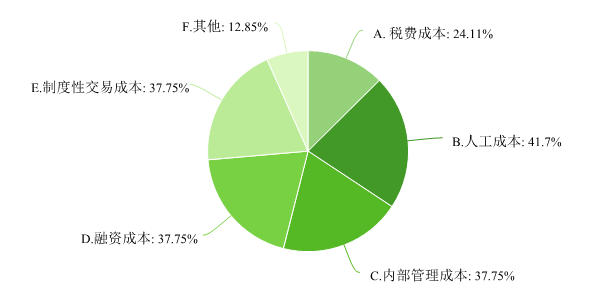 F.其他: 12.85%
A. 税费成本: 24.11%
E.制度性交易成本: 37.75%
B.人工成本: 41.7%
D.融资成本: 37.75%
C.内部管理成本: 37.75%